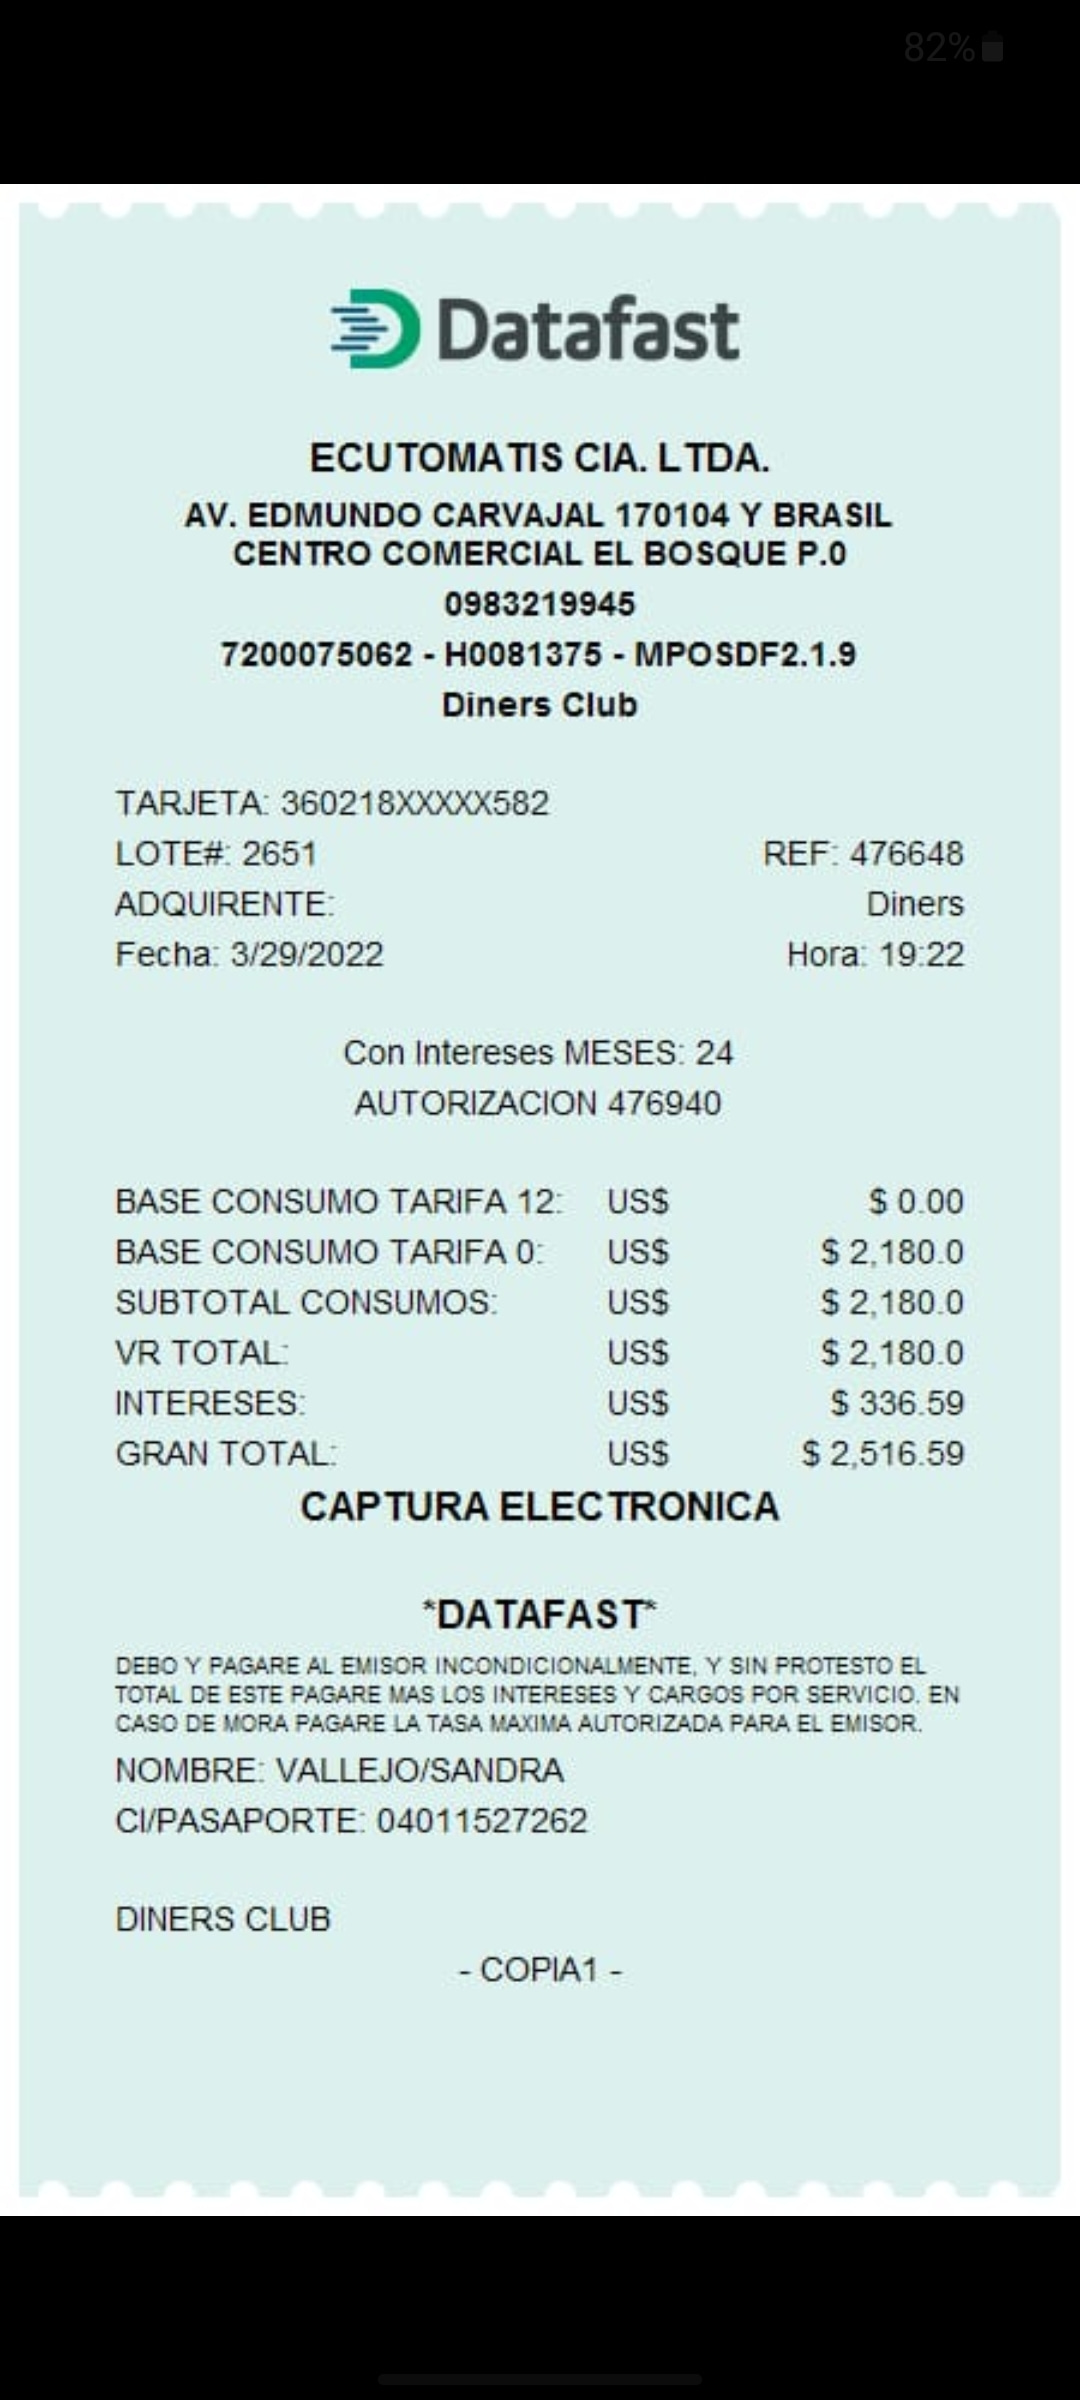 82%
Datafast
ECUTOMATIS CIA. LTDA.
AV. EDMUNDO CARVAJAL 170104 Y BRASIL
CENTRO COMERCIAL EL BOSQUE P.0
0983219945
7200075062 - H0081375 - MPOSDF2.1.9
Diners Club
TARJETA: 360218XXXXX582
LOTE#: 2651 REF: 476648
ADQUIRENTE: Diners
Fecha: 3/29/2022 Hora: 19:22
Con Intereses MESES: 24
AUTORIZACION 476940
BASE CONSUMO TARIFA 12: US$ $ 0.00
BASE CONSUMO TARIFA 0: US$ $ 2,180.0
SUBTOTAL CONSUMOS: US$ $ 2,180.0
VR TOTAL: US$ $ 2,180.0
INTERESES: US$ $ 336.59
GRAN TOTAL: US$ $ 2,516.59
CAPTURA ELECTRONICA
*DATAFAST*
DEBO Y PAGARE AL EMISOR INCONDICIONALMENTE, Y SIN PROTESTO EL
TOTAL DE ESTE PAGARE MAS LOS INTERESES Y CARGOS POR SERVICIO. EN
CASO DE MORA PAGARE LA TASA MAXIMA AUTORIZADA PARA EL EMISOR.
NOMBRE: VALLEJO/SANDRA
CI/PASAPORTE: 04011527262
DINERS CLUB
- COPIA1 -